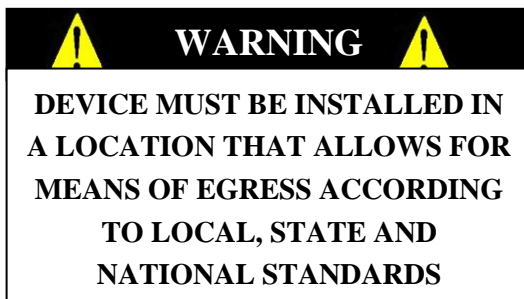 WARNING
DEVICE MUST BE INSTALLED IN
A LOCATION THAT ALLOWS FOR
MEANS OF EGRESS ACCORDING
TO LOCAL, STATE AND
NATIONAL STANDARDS